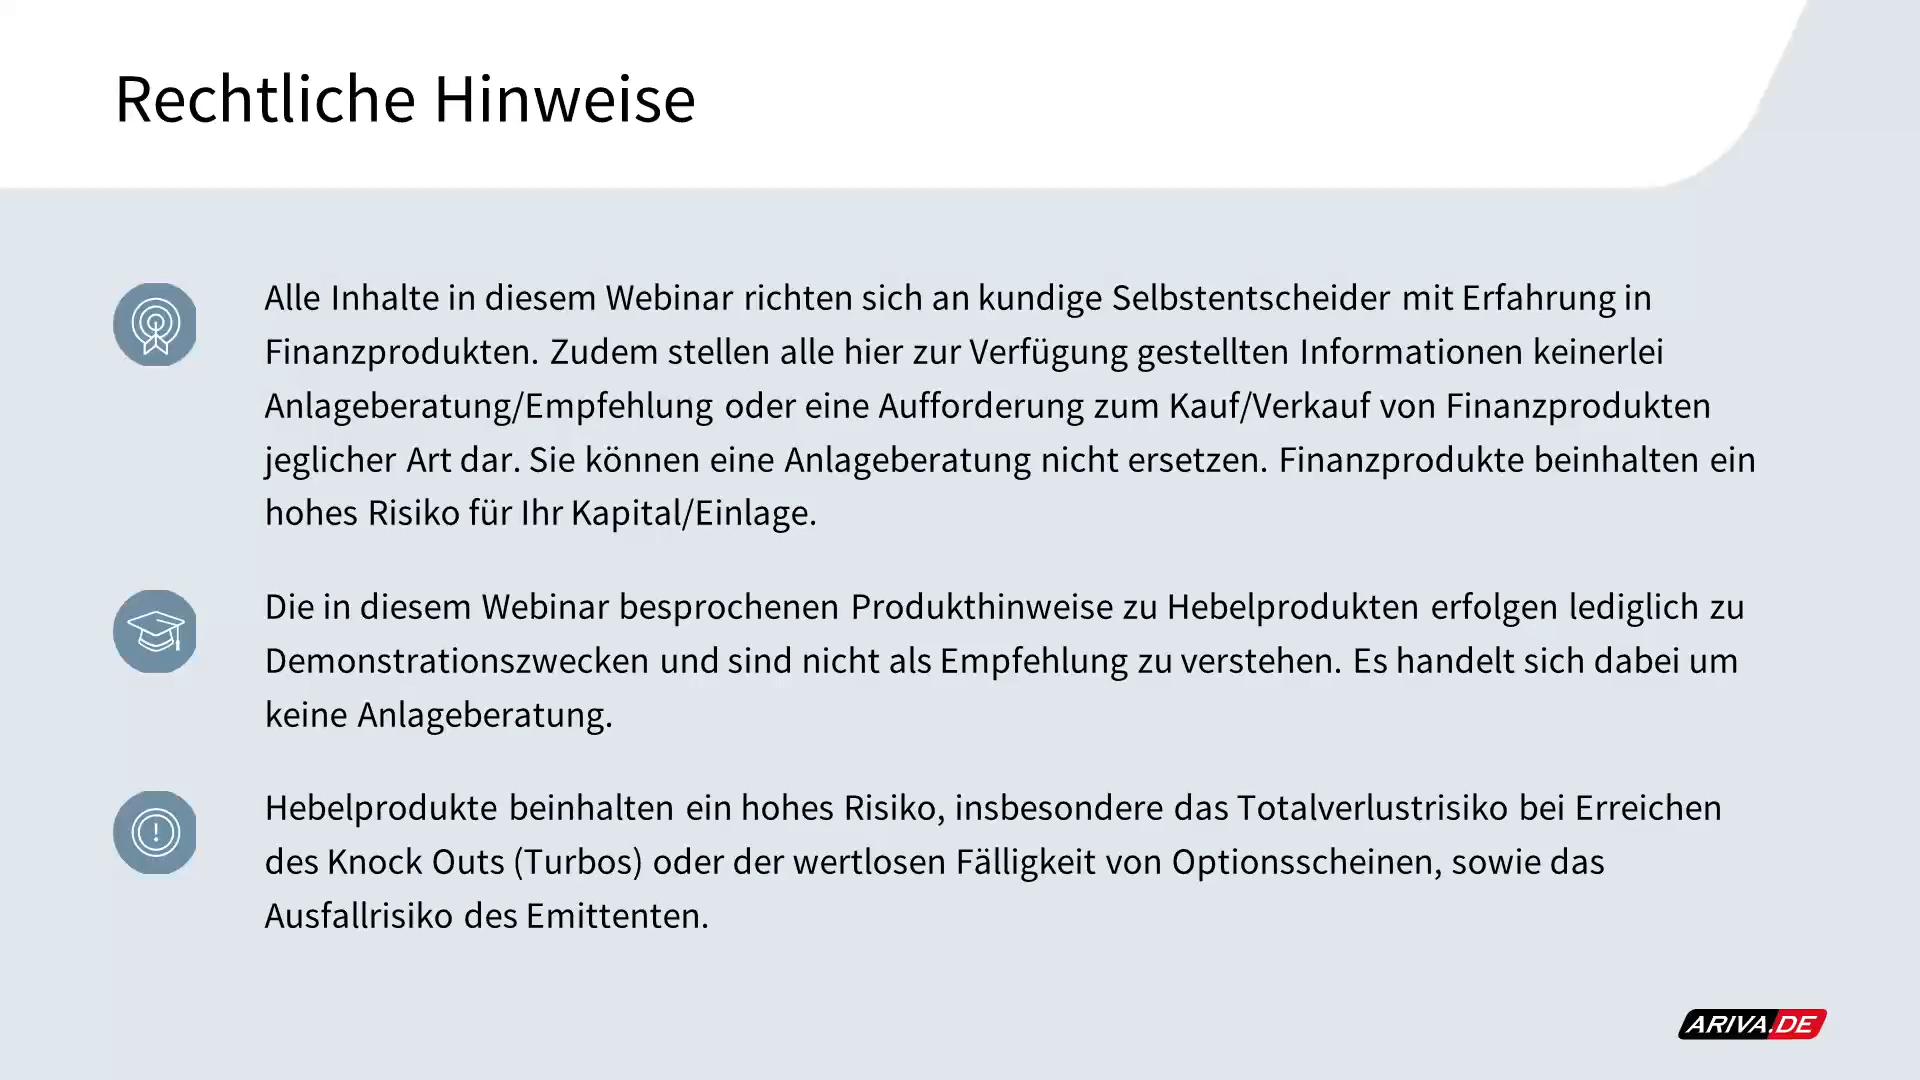 Rechtliche Hinweise
Alle Inhalte in diesem Webinar richten sich an kundige Selbstentscheider mit Erfahrung in
Finanzprodukten. Zudem stellen alle hier zur Verfügung gestellten Informationen keinerlei
Anlageberatung/Empfehlung oder eine Aufforderung zum Kauf/Verkauf von Finanzprodukten
jeglicher Art dar. Sie können eine Anlageberatung nicht ersetzen. Finanzprodukte beinhalten ein
hohes Risiko für Ihr Kapital/Einlage.
Die in diesem Webinar besprochenen Produkthinweise zu Hebelprodukten erfolgen lediglich zu
Demonstrationszwecken und sind nicht als Empfehlung zu verstehen. Es handelt sich dabei um
keine Anlageberatung.
Hebelprodukte beinhalten ein hohes Risiko, insbesondere das Totalverlustrisiko bei Erreichen
des Knock Outs (Turbos) oder der wertlosen Fälligkeit von Optionsscheinen, sowie das
Ausfallrisiko des Emittenten.
ARIVA.DE